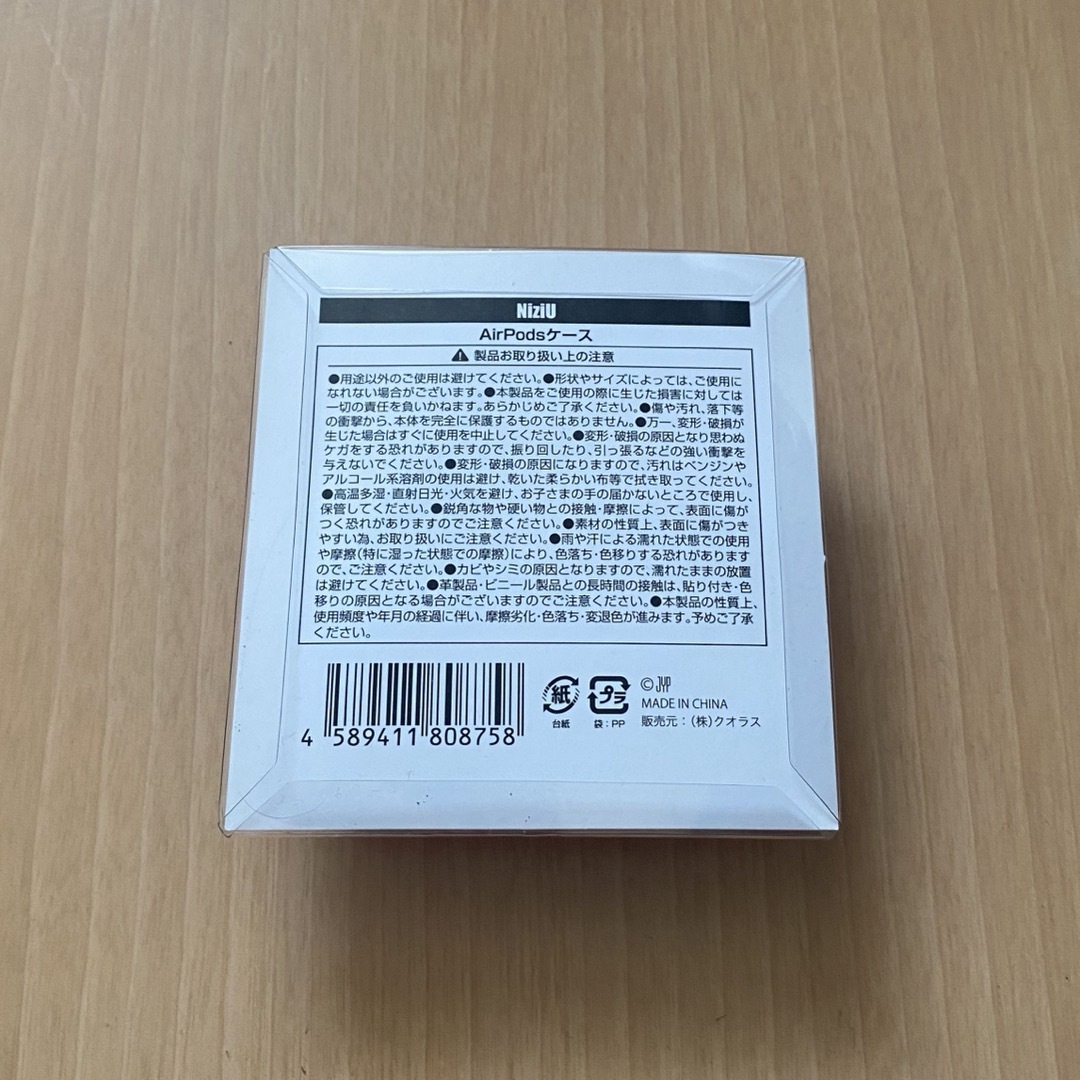 NiziU
AirPodsケース
⚠ 製品お取り扱い上の注意
●用途以外のご使用は避けてください。●形状やサイズによっては、ご使用に
なれない場合がございます。●本製品をご使用の際に生じた損害に対しては
一切の責任を負いかねます。あらかじめご了承ください。●傷や汚れ、落下等
の衝撃から、本体を完全に保護するものではありません。●万一、変形・破損が
生じた場合はすぐに使用を中止してください。●変形・破損の原因となり思わぬ
ケガをする恐れがありますので、振り回したり、引っ張るなどの強い衝撃を
与えないでください。●変形・破損の原因になりますので、汚れはベンジンや
アルコール系溶剤の使用は避け、乾いた柔らかい布等で拭き取ってください。
●高温多湿・直射日光・火気を避け、お子さまの手の届かないところで使用し、
保管してください。●鋭角な物や硬い物との接触・摩擦によって、表面に傷が
つく恐れがありますのでご注意ください。●素材の性質上、表面に傷がつき
やすい為、お取り扱いにご注意ください。●雨や汗による濡れた状態での使用
や摩擦(特に湿った状態での摩擦)により、色落ち・色移りする恐れがあります
ので、ご注意ください。●カビやシミの原因となりますので、濡れたままの放置
は避けてください。●革製品・ビニール製品との長時間の接触は、貼り付き・色
移りの原因となる場合がございますのでご注意ください。●本製品の性質上、
使用頻度や年月の経過に伴い、摩擦劣化・色落ち・変退色が進みます。予めご了承
ください。
4 589411 808758
紙
台紙
プラ
袋:PP
© JYP
MADE IN CHINA
販売元:(株)クオラス